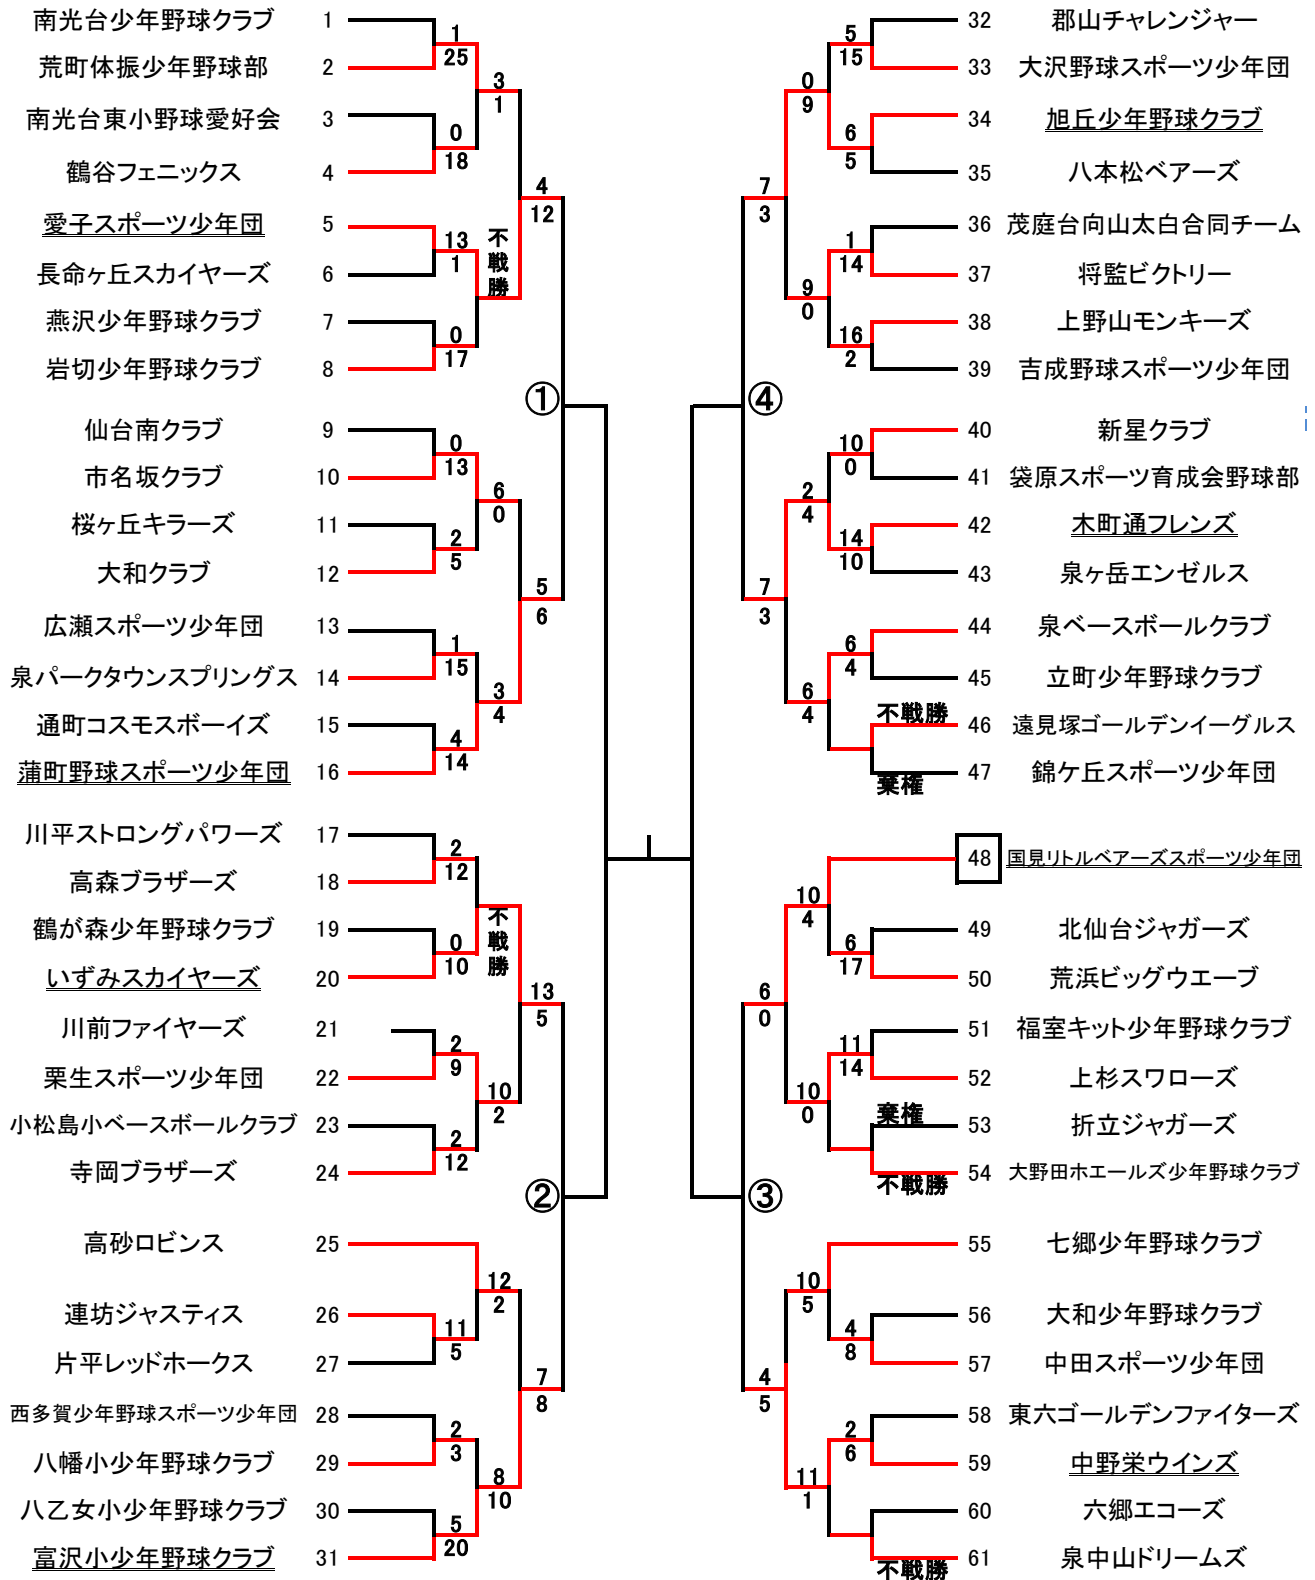 南光台少年野球クラブ 1
荒町体振少年野球部 2
1
25
南光台東小野球愛好会 3
鶴谷フェニックス 4
0
18
3
1
愛子スポーツ少年団 5
長命ヶ丘スカイヤーズ 6
13
1
燕沢少年野球クラブ 7
岩切少年野球クラブ 8
0
17
不戦勝
4
12
仙台南クラブ 9
市名坂クラブ 10
0
13
桜ヶ丘キラーズ 11
大和クラブ 12
2
5
6
0
広瀬スポーツ少年団 13
泉パークタウンスプリングス 14
1
15
通町コスモスボーイズ 15
蒲町野球スポーツ少年団 16
4
14
3
4
5
6
①
川平ストロングパワーズ 17
高森ブラザーズ 18
2
12
鶴が森少年野球クラブ 19
いずみスカイヤーズ 20
0
10
不戦勝
川前ファイヤーズ 21
栗生スポーツ少年団 22
2
9
小松島小ベースボールクラブ 23
寺岡ブラザーズ 24
2
12
10
2
13
5
②
高砂ロビンス 25
連坊ジャスティス 26
片平レッドホークス 27
11
5
12
2
西多賀少年野球スポーツ少年団 28
八幡小少年野球クラブ 29
2
3
八乙女小少年野球クラブ 30
富沢小少年野球クラブ 31
5
20
8
10
7
8
32 郡山チャレンジャー
33 大沢野球スポーツ少年団
5
15
34 旭丘少年野球クラブ
35 八本松ベアーズ
6
5
0
9
36 茂庭台向山太白合同チーム
37 将監ビクトリー
1
14
38 上野山モンキーズ
39 吉成野球スポーツ少年団
16
2
9
0
7
3
④
40 新星クラブ
41 袋原スポーツ育成会野球部
10
0
42 木町通フレンズ
43 泉ヶ岳エンゼルス
14
10
2
4
44 泉ベースボールクラブ
45 立町少年野球クラブ
6
4
不戦勝
46 遠見塚ゴールデンイーグルス
47 錦ケ丘スポーツ少年団
棄権
6
4
7
3
48 国見リトルベアーズスポーツ少年団
49 北仙台ジャガーズ
50 荒浜ビッグウエーブ
6
17
10
4
51 福室キット少年野球クラブ
52 上杉スワローズ
11
14
棄権
53 折立ジャガーズ
54 大野田ホエールズ少年野球クラブ
不戦勝
10
0
6
0
③
55 七郷少年野球クラブ
56 大和少年野球クラブ
57 中田スポーツ少年団
4
8
10
5
58 東六ゴールデンファイターズ
59 中野栄ウインズ
2
6
60 六郷エコーズ
61 泉中山ドリームズ
不戦勝
11
1
4
5